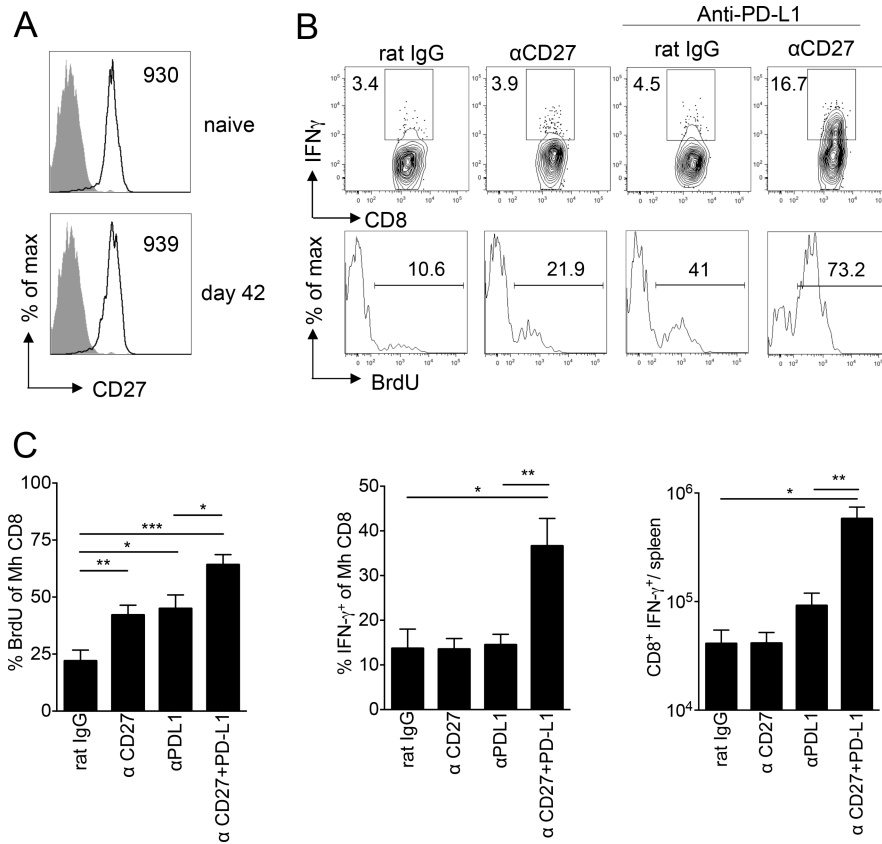 A
930
naive
939
day 42
% of max
CD27
B
Anti-PD-L1
rat IgG
αCD27
rat IgG
αCD27
3.4
3.9
4.5
16.7
10⁵
10⁴
10³
10²
0
10⁵
10⁴
10³
10²
0
10⁵
10⁴
10³
10²
0
10⁵
10⁴
10³
10²
0
0 10² 10³ 10⁴ 10⁵
0 10² 10³ 10⁴ 10⁵
0 10² 10³ 10⁴ 10⁵
0 10² 10³ 10⁴ 10⁵
IFNγ
CD8
10.6
21.9
41
73.2
0 10² 10³ 10⁴ 10⁵
0 10² 10³ 10⁴ 10⁵
0 10² 10³ 10⁴ 10⁵
0 10² 10³ 10⁴ 10⁵
% of max
BrdU
C
% BrdU of Mh CD8
100
75
50
25
0
*
***
*
**
rat IgG
α CD27
αPDL1
α CD27+PD-L1
% IFN-γ⁺ of Mh CD8
50
40
30
20
10
0
**
*
rat IgG
α CD27
αPDL1
α CD27+PD-L1
CD8⁺ IFN-γ⁺/ spleen
10⁶
10⁵
10⁴
**
*
rat IgG
α CD27
αPDL1
α CD27+PD-L1